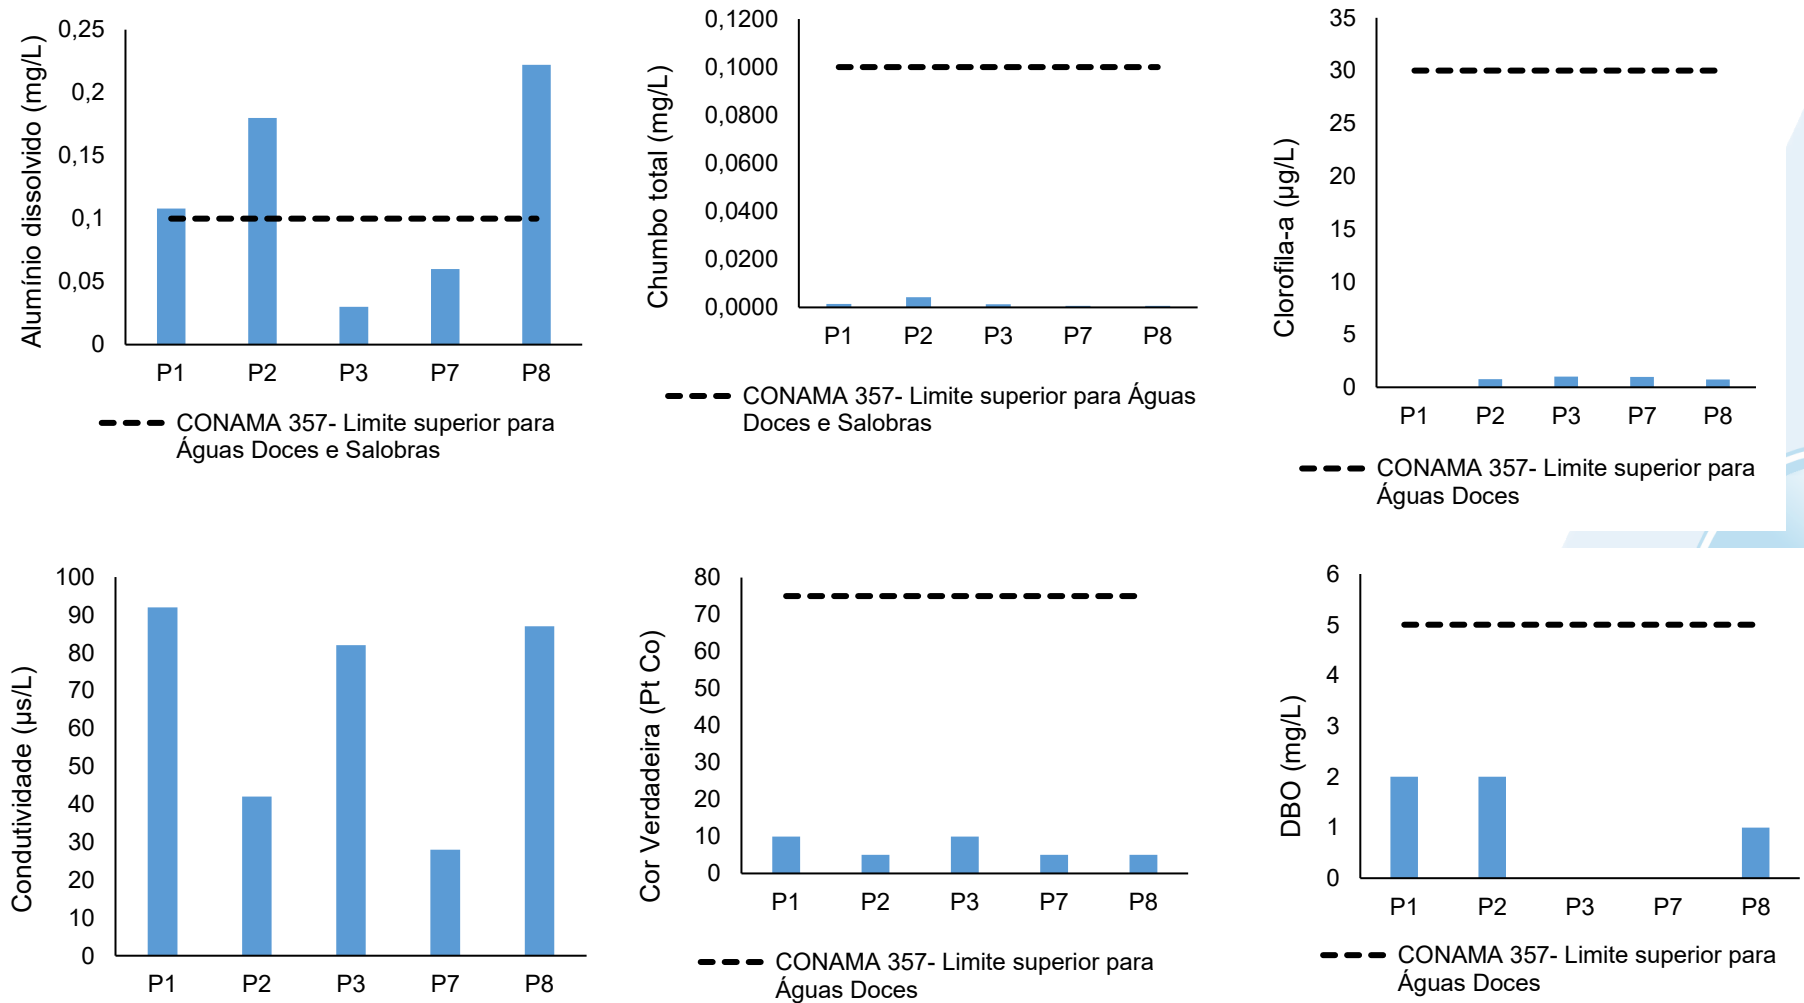 Alumínio dissolvido (mg/L)
0,25
0,2
0,15
0,1
0,05
0
P1 P2 P3 P7 P8
CONAMA 357- Limite superior para
Águas Doces e Salobras
Chumbo total (mg/L)
0,1200
0,1000
0,0800
0,0600
0,0400
0,0200
0,0000
P1 P2 P3 P7 P8
CONAMA 357- Limite superior para Águas
Doces e Salobras
Clorofila-a (µg/L)
35
30
25
20
15
10
5
0
P1 P2 P3 P7 P8
CONAMA 357- Limite superior para
Águas Doces
Condutividade (µs/L)
100
90
80
70
60
50
40
30
20
10
0
P1 P2 P3 P7 P8
Cor Verdadeira (Pt Co)
80
70
60
50
40
30
20
10
0
P1 P2 P3 P7 P8
CONAMA 357- Limite superior para
Águas Doces
DBO (mg/L)
6
5
4
3
2
1
0
P1 P2 P3 P7 P8
CONAMA 357- Limite superior para
Águas Doces